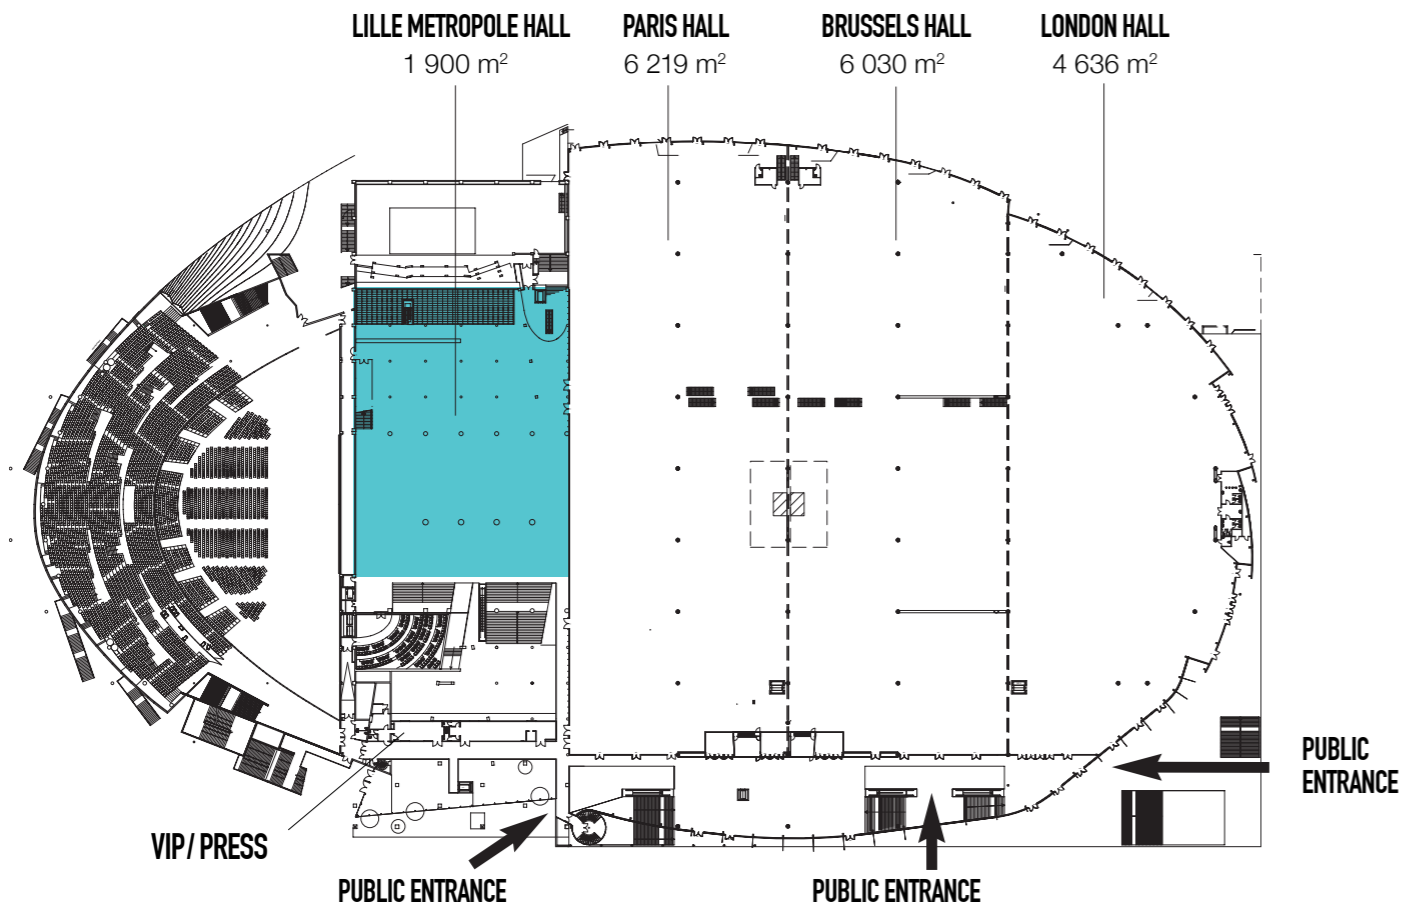 LILLE METROPOLE HALL
1 900 m²
PARIS HALL
6 219 m²
BRUSSELS HALL
6 030 m²
LONDON HALL
4 636 m²
PUBLIC
ENTRANCE
VIP/ PRESS
PUBLIC ENTRANCE
PUBLIC ENTRANCE